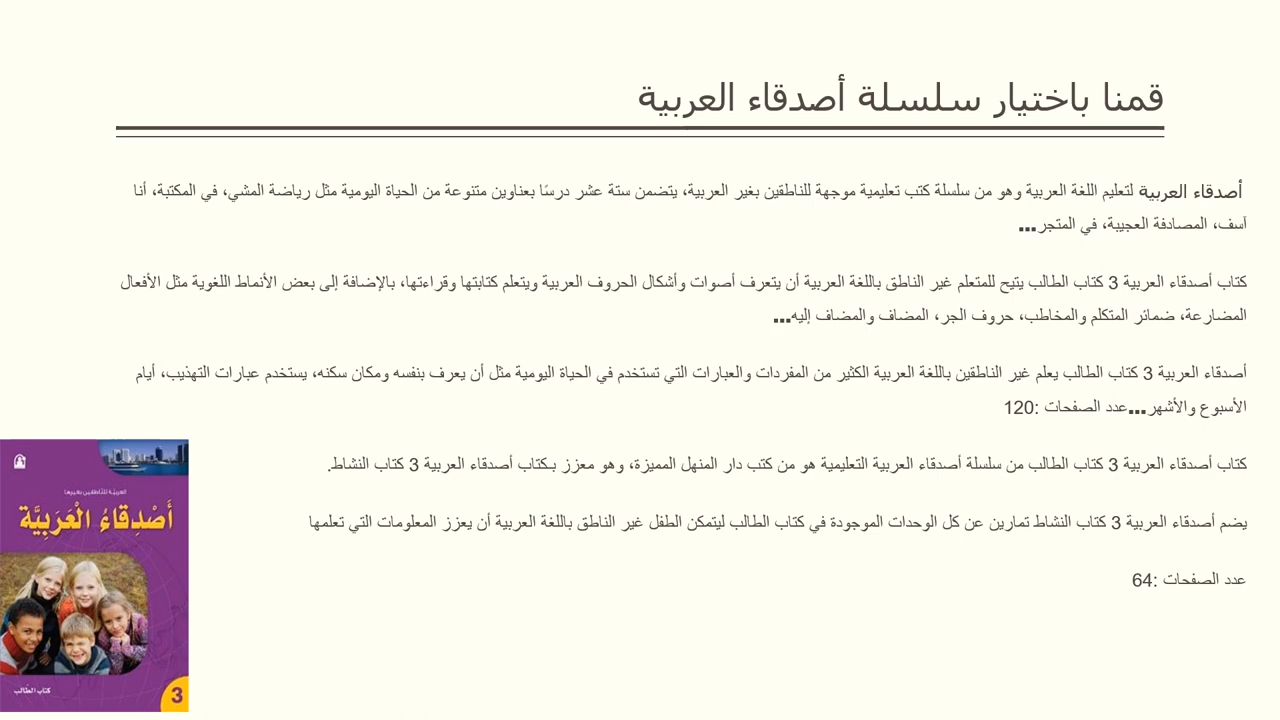 قمنا باختيار سلسلة أصدقاء العربية
أصدقاء العربية لتعليم اللغة العربية وهو من سلسلة كتب تعليمية موجهة للناطقين بغير العربية، يتضمن ستة عشر درسًا بعناوين متنوعة من الحياة اليومية مثل رياضة المشي، في المكتبة، أنا
آسف، المصادفة العجيبة، في المتجر...
كتاب أصدقاء العربية 3 كتاب الطالب يتيح للمتعلم غير الناطق باللغة العربية أن يتعرف أصوات وأشكال الحروف العربية ويتعلم كتابتها وقراءتها، بالإضافة إلى بعض الأنماط اللغوية مثل الأفعال
المضارعة، ضمائر المتكلم والمخاطب، حروف الجر، المضاف والمضاف إليه...
أصدقاء العربية 3 كتاب الطالب يعلم غير الناطقين باللغة العربية الكثير من المفردات والعبارات التي تستخدم في الحياة اليومية مثل أن يعرف بنفسه ومكان سكنه، يستخدم عبارات التهذيب، أيام
الأسبوع والأشهر...عدد الصفحات :120
كتاب أصدقاء العربية 3 كتاب الطالب من سلسلة أصدقاء العربية التعليمية هو من كتب دار المنهل المميزة، وهو معزز بـكتاب أصدقاء العربية 3 كتاب النشاط.
يضم أصدقاء العربية 3 كتاب النشاط تمارين عن كل الوحدات الموجودة في كتاب الطالب ليتمكن الطفل غير الناطق باللغة العربية أن يعزز المعلومات التي تعلمها
عدد الصفحات :64
العربية للناطقين بغيرها
أَصْدِقاءُ الْعَرَبِيَّة
كتاب الطالب
3